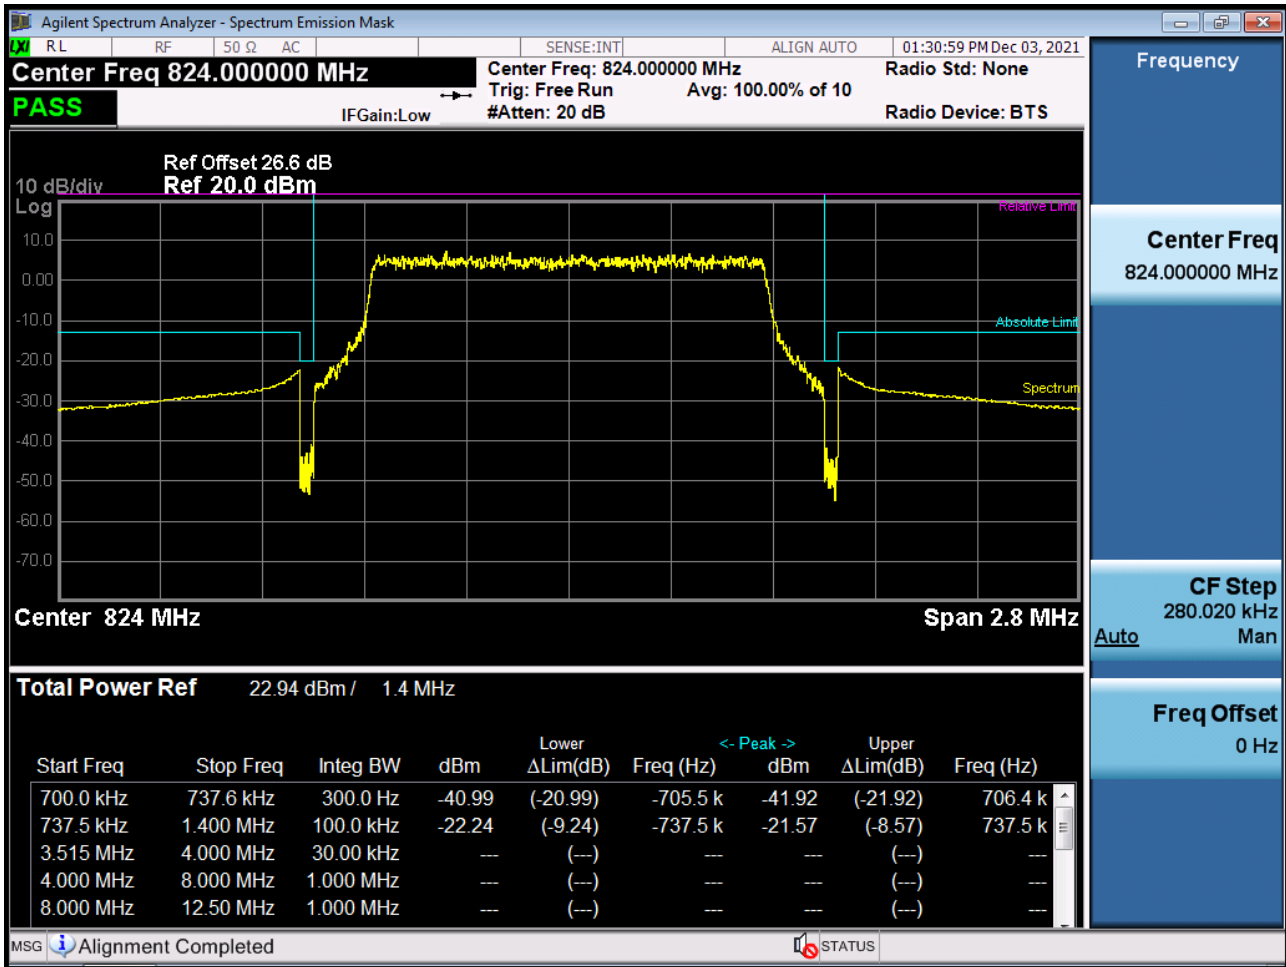 Agilent Spectrum Analyzer - Spectrum Emission Mask
LXI RL RF 50 Ω AC SENSE:INT ALIGN AUTO 01:30:59 PM Dec 03, 2021
Center Freq 824.000000 MHz
Center Freq: 824.000000 MHz
Radio Std: None
Trig: Free Run Avg: 100.00% of 10
PASS
IFGain:Low
#Atten: 20 dB
Radio Device: BTS
Ref Offset 26.6 dB
10 dB/div Ref 20.0 dBm
Log
Relative Limit
10.0
0.00
-10.0
Absolute Limit
-20.0
Spectrum
-30.0
-40.0
-50.0
-60.0
-70.0
Center 824 MHz Span 2.8 MHz
Total Power Ref 22.94 dBm / 1.4 MHz
Lower <- Peak -> Upper
Start Freq Stop Freq Integ BW dBm ΔLim(dB) Freq (Hz) dBm ΔLim(dB) Freq (Hz)
700.0 kHz 737.6 kHz 300.0 Hz -40.99 (-20.99) -705.5 k -41.92 (-21.92) 706.4 k
737.5 kHz 1.400 MHz 100.0 kHz -22.24 (-9.24) -737.5 k -21.57 (-8.57) 737.5 k
3.515 MHz 4.000 MHz 30.00 kHz --- (---) --- --- (---) ---
4.000 MHz 8.000 MHz 1.000 MHz --- (---) --- --- (---) ---
8.000 MHz 12.50 MHz 1.000 MHz --- (---) --- --- (---) ---
MSG Alignment Completed STATUS
Frequency
Center Freq
824.000000 MHz
CF Step
280.020 kHz
Auto Man
Freq Offset
0 Hz